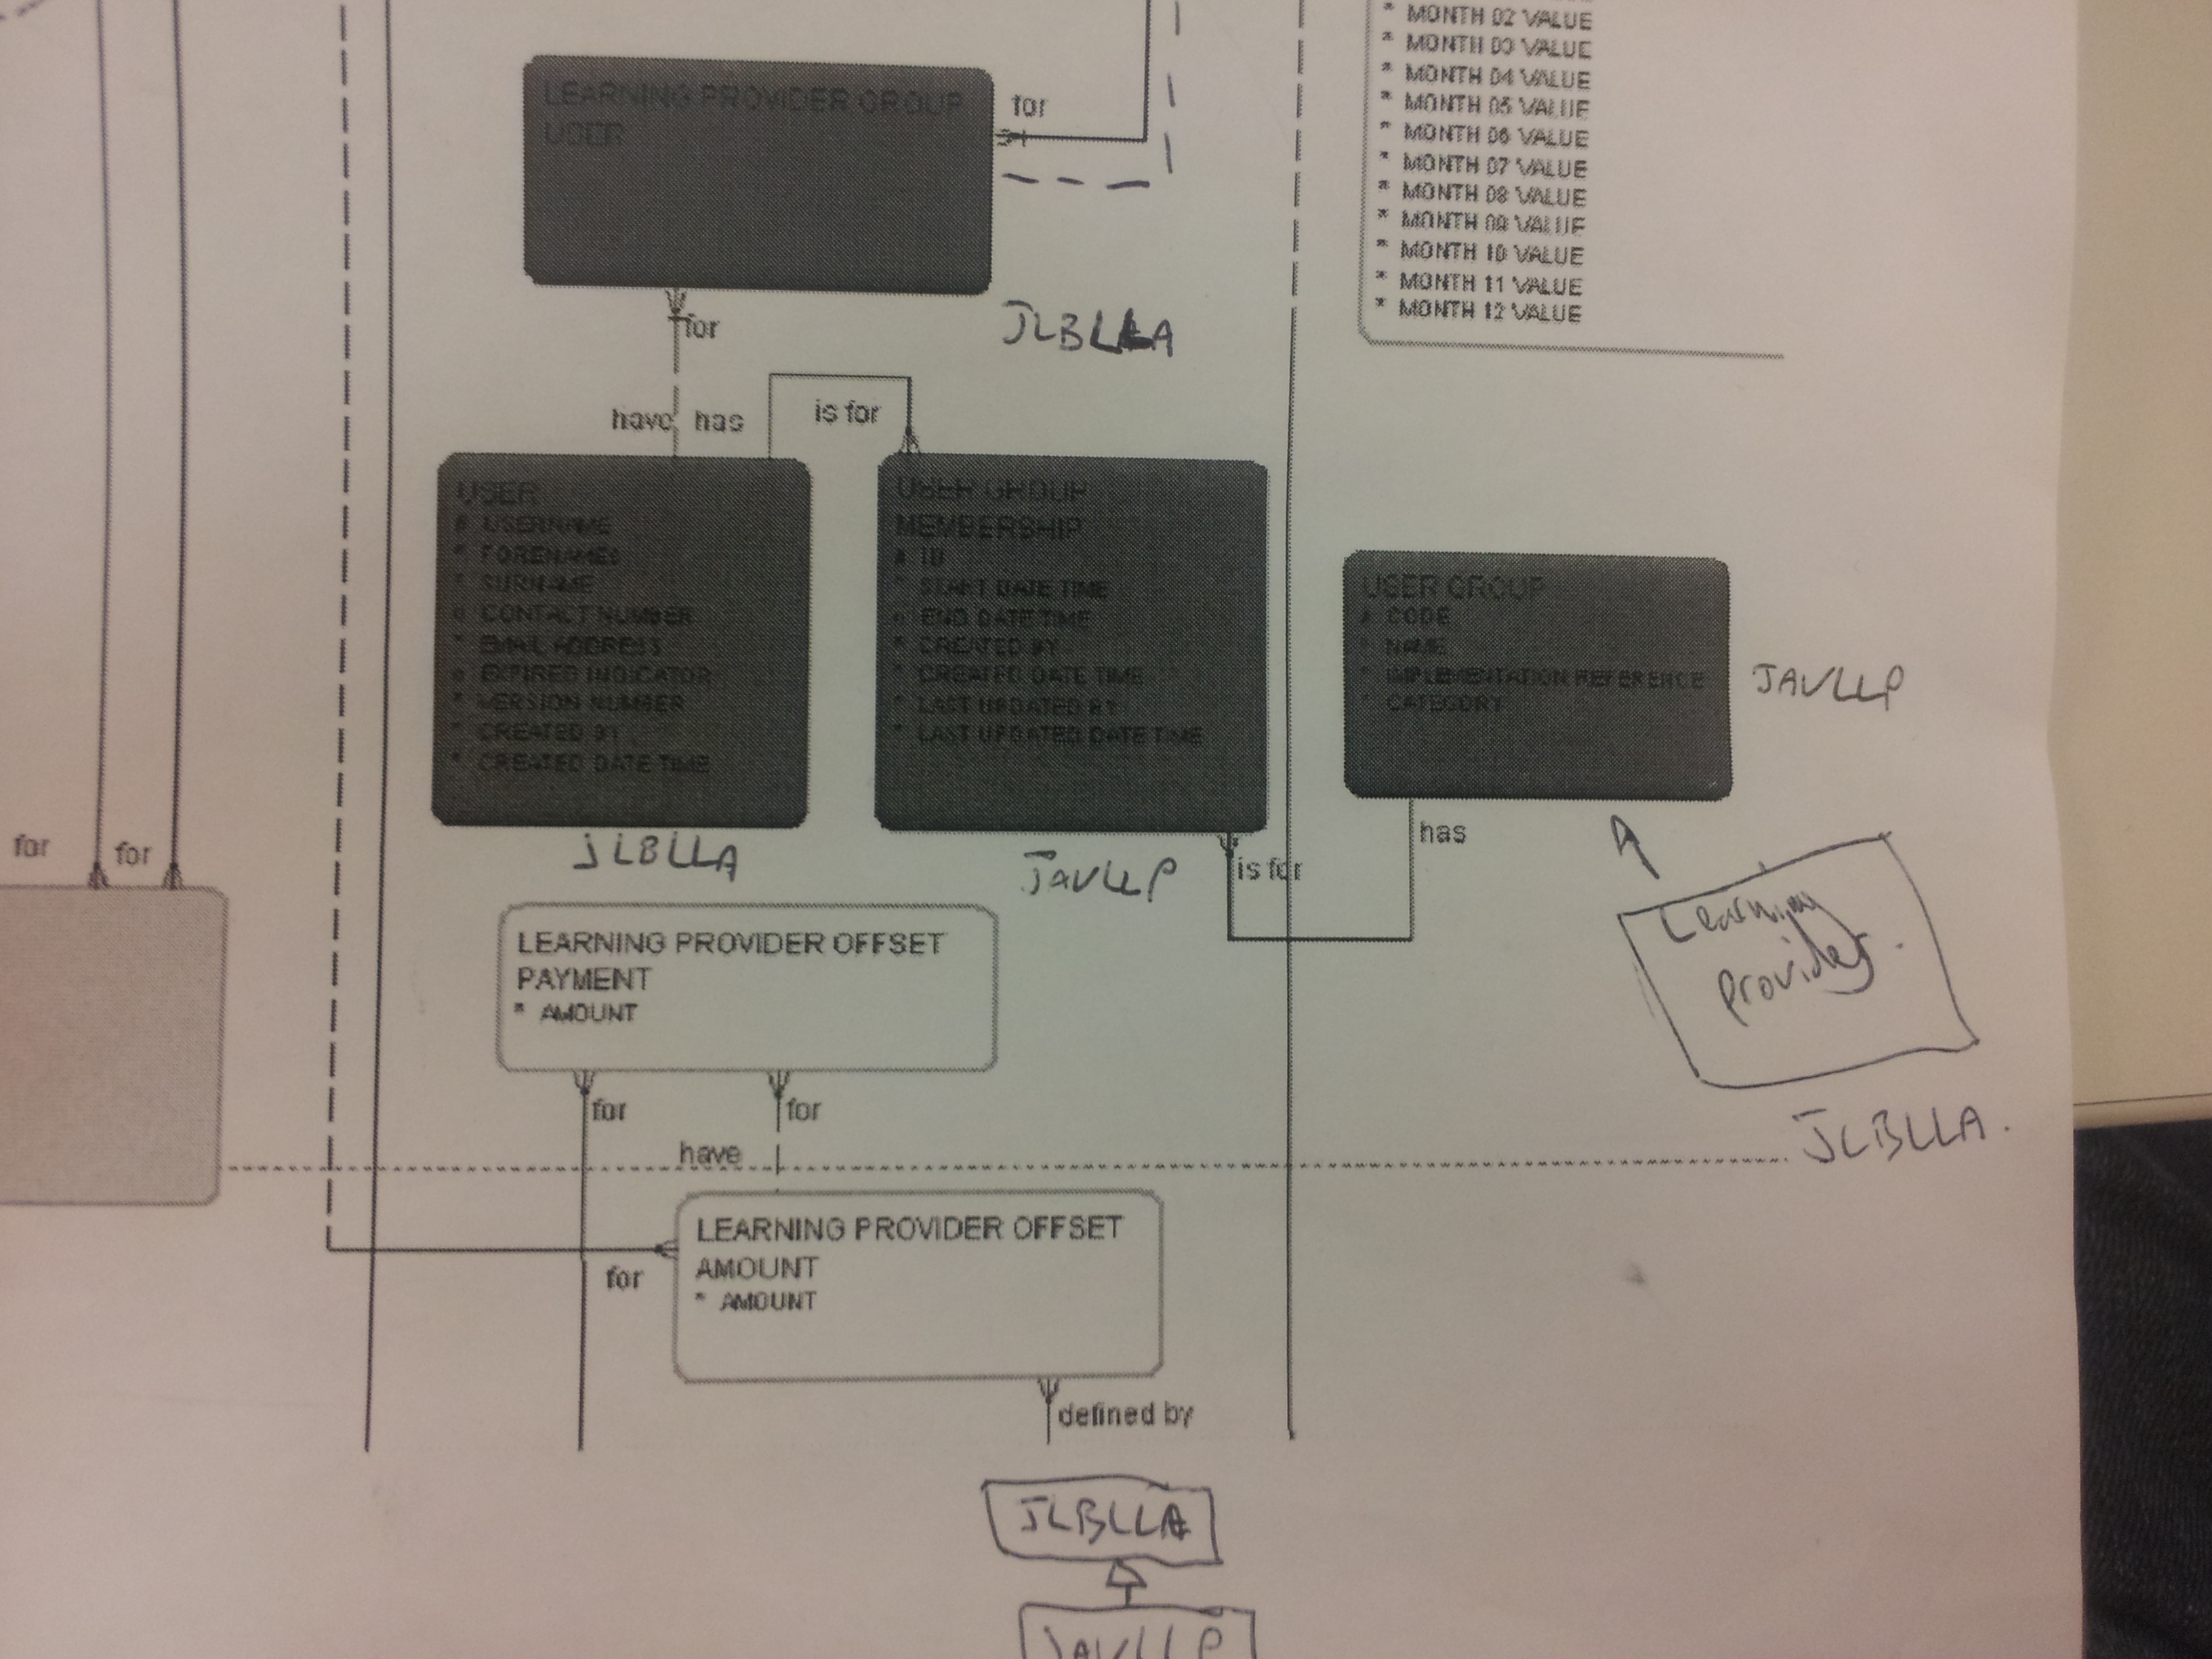 * MONTH 02 VALUE
* MONTH 03 VALUE
* MONTH 04 VALUE
* MONTH 05 VALUE
* MONTH 06 VALUE
* MONTH 07 VALUE
* MONTH 08 VALUE
* MONTH 09 VALUE
* MONTH 10 VALUE
* MONTH 11 VALUE
* MONTH 12 VALUE
LEARNING PROVIDER GROUP
USER
for
for
JLBLLA
have has
is for
USER
# USERNAME
* FORENAMES
* SURNAME
o CONTACT NUMBER
* EMAIL ADDRESS
o EXPIRED INDICATOR
* VERSION NUMBER
* CREATED BY
* CREATED DATE TIME
JLBLLA
USER GROUP
MEMBERSHIP
# ID
* START DATE TIME
o END DATE TIME
* CREATED BY
* CREATED DATE TIME
* LAST UPDATED BY
* LAST UPDATED DATE TIME
JAVLLP
is for
USER GROUP
# CODE
* NAME
* IMPLEMENTATION REFERENCE
* CATEGORY
JAVLLP
has
Learning
provider.
JLBLLA.
for
for
LEARNING PROVIDER OFFSET
PAYMENT
* AMOUNT
for
for
have
LEARNING PROVIDER OFFSET
AMOUNT
* AMOUNT
for
defined by
JLBLLA
JAVLLP